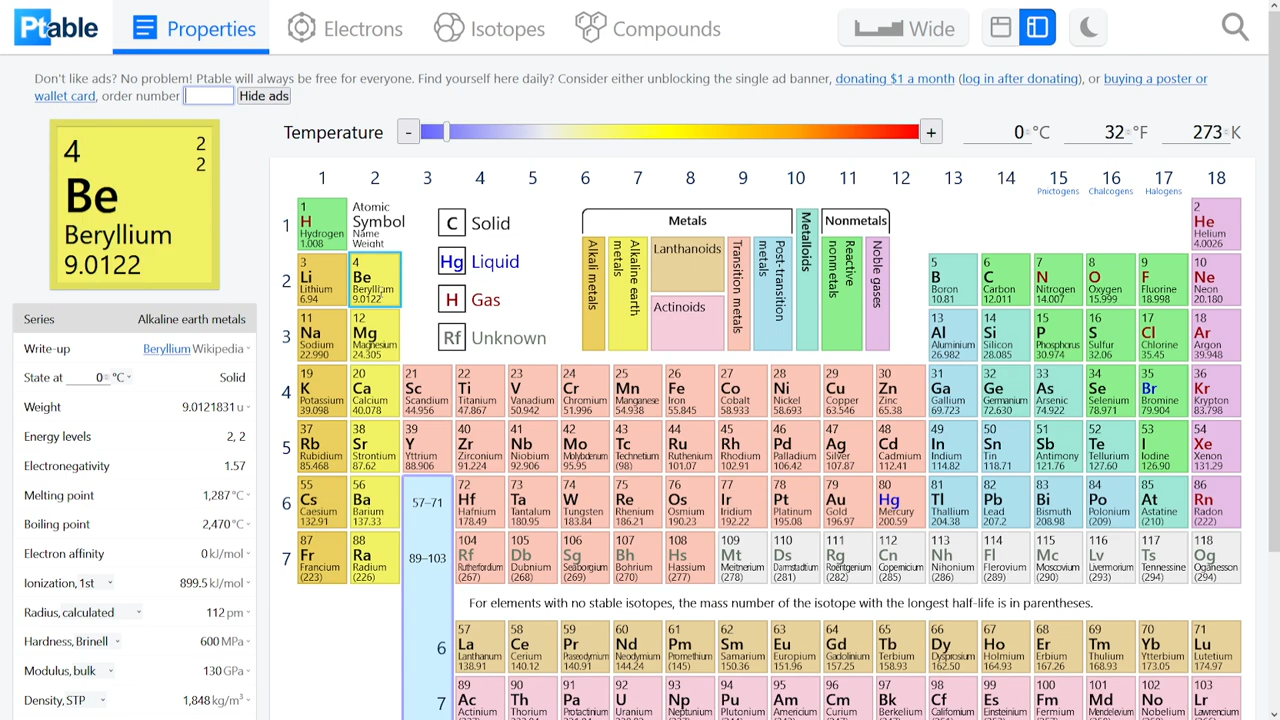 Ptable Properties Electrons Isotopes Compounds Wide
Don't like ads? No problem! Ptable will always be free for everyone. Find yourself here daily? Consider either unblocking the single ad banner, donating $1 a month (log in after donating), or buying a poster or
wallet card, order number Hide ads
4 2
2
Be
Beryllium
9.0122
Series Alkaline earth metals
Write-up Beryllium Wikipedia
State at 0 °C Solid
Weight 9.0121831 u
Energy levels 2, 2
Electronegativity 1.57
Melting point 1,287 °C
Boiling point 2,470 °C
Electron affinity 0 kJ/mol
Ionization, 1st 899.5 kJ/mol
Radius, calculated 112 pm
Hardness, Brinell 600 MPa
Modulus, bulk 130 GPa
Density, STP 1,848 kg/m³
Temperature - + 0 °C 32 °F 273 K
1 2 3 4 5 6 7 8 9 10 11 12 13 14 15 16 17 18
Pnictogens Chalcogens Halogens
Atomic
Symbol
Name
Weight
C Solid
Hg Liquid
H Gas
Rf Unknown
Metals
Metalloids
Nonmetals
Alkali metals
Alkaline earth metals
Lanthanoids
Actinoids
Transition metals
Post-transition metals
Reactive nonmetals
Noble gases
1
1 H Hydrogen 1.008
2 He Helium 4.0026
2
3 Li Lithium 6.94
4 Be Beryllium 9.0122
5 B Boron 10.81
6 C Carbon 12.011
7 N Nitrogen 14.007
8 O Oxygen 15.999
9 F Fluorine 18.998
10 Ne Neon 20.180
3
11 Na Sodium 22.990
12 Mg Magnesium 24.305
13 Al Aluminium 26.982
14 Si Silicon 28.085
15 P Phosphorus 30.974
16 S Sulfur 32.06
17 Cl Chlorine 35.45
18 Ar Argon 39.948
4
19 K Potassium 39.098
20 Ca Calcium 40.078
21 Sc Scandium 44.956
22 Ti Titanium 47.867
23 V Vanadium 50.942
24 Cr Chromium 51.996
25 Mn Manganese 54.938
26 Fe Iron 55.845
27 Co Cobalt 58.933
28 Ni Nickel 58.693
29 Cu Copper 63.546
30 Zn Zinc 65.38
31 Ga Gallium 69.723
32 Ge Germanium 72.630
33 As Arsenic 74.922
34 Se Selenium 78.971
35 Br Bromine 79.904
36 Kr Krypton 83.798
5
37 Rb Rubidium 85.468
38 Sr Strontium 87.62
39 Y Yttrium 88.906
40 Zr Zirconium 91.224
41 Nb Niobium 92.906
42 Mo Molybdenum 95.95
43 Tc Technetium (98)
44 Ru Ruthenium 101.07
45 Rh Rhodium 102.91
46 Pd Palladium 106.42
47 Ag Silver 107.87
48 Cd Cadmium 112.41
49 In Indium 114.82
50 Sn Tin 118.71
51 Sb Antimony 121.76
52 Te Tellurium 127.60
53 I Iodine 126.90
54 Xe Xenon 131.29
6
55 Cs Caesium 132.91
56 Ba Barium 137.33
57–71
72 Hf Hafnium 178.49
73 Ta Tantalum 180.95
74 W Tungsten 183.84
75 Re Rhenium 186.21
76 Os Osmium 190.23
77 Ir Iridium 192.22
78 Pt Platinum 195.08
79 Au Gold 196.97
80 Hg Mercury 200.59
81 Tl Thallium 204.38
82 Pb Lead 207.2
83 Bi Bismuth 208.98
84 Po Polonium (209)
85 At Astatine (210)
86 Rn Radon (222)
7
87 Fr Francium (223)
88 Ra Radium (226)
89–103
104 Rf Rutherfordium (267)
105 Db Dubnium (268)
106 Sg Seaborgium (269)
107 Bh Bohrium (270)
108 Hs Hassium (277)
109 Mt Meitnerium (278)
110 Ds Darmstadtium (281)
111 Rg Roentgenium (282)
112 Cn Copernicium (285)
113 Nh Nihonium (286)
114 Fl Flerovium (289)
115 Mc Moscovium (290)
116 Lv Livermorium (293)
117 Ts Tennessine (294)
118 Og Oganesson (294)
For elements with no stable isotopes, the mass number of the isotope with the longest half-life is in parentheses.
6
57 La Lanthanum 138.91
58 Ce Cerium 140.12
59 Pr Praseodymium 140.91
60 Nd Neodymium 144.24
61 Pm Promethium (145)
62 Sm Samarium 150.36
63 Eu Europium 151.96
64 Gd Gadolinium 157.25
65 Tb Terbium 158.93
66 Dy Dysprosium 162.50
67 Ho Holmium 164.93
68 Er Erbium 167.26
69 Tm Thulium 168.93
70 Yb Ytterbium 173.05
71 Lu Lutetium 174.97
7
89 Ac Actinium
90 Th Thorium
91 Pa Protactinium
92 U Uranium
93 Np Neptunium
94 Pu Plutonium
95 Am Americium
96 Cm Curium
97 Bk Berkelium
98 Cf Californium
99 Es Einsteinium
100 Fm Fermium
101 Md Mendelevium
102 No Nobelium
103 Lr Lawrencium